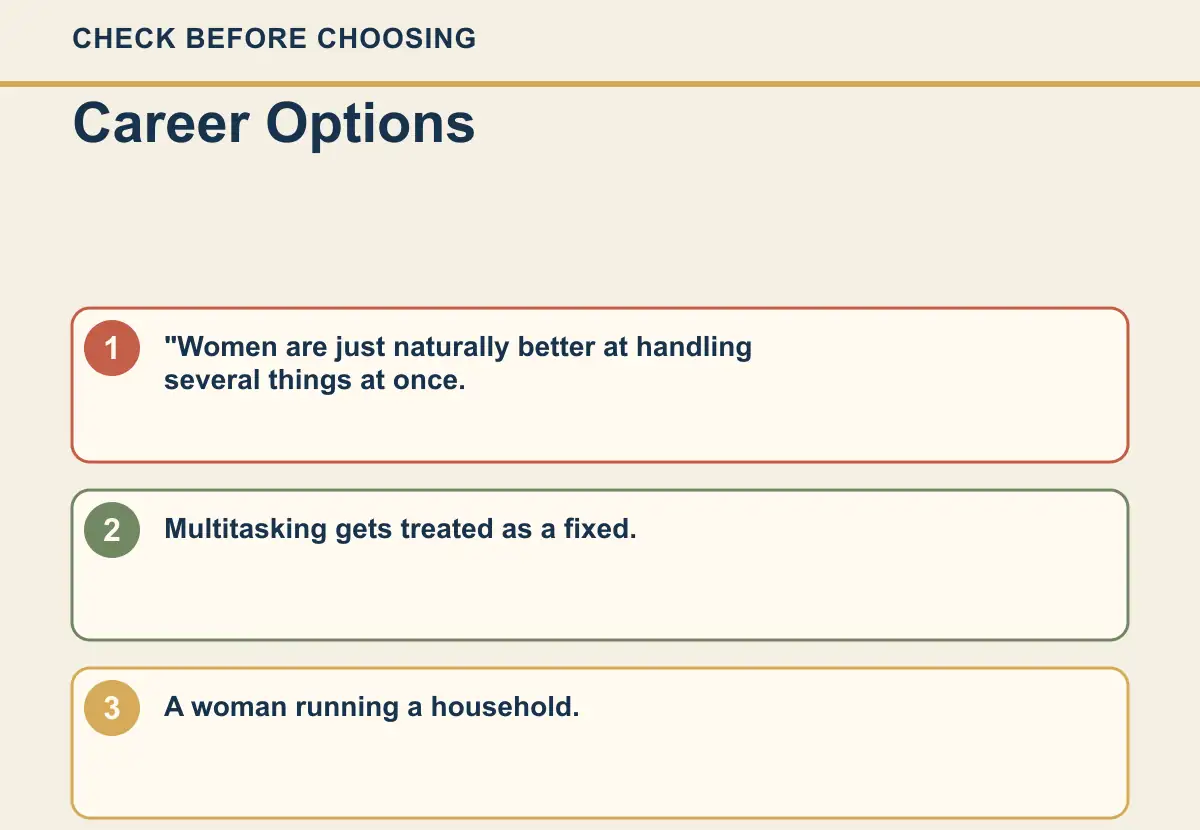 CHECK BEFORE CHOOSING
Career Options
1
"Women are just naturally better at handling
several things at once.
2
Multitasking gets treated as a fixed.
3
A woman running a household.